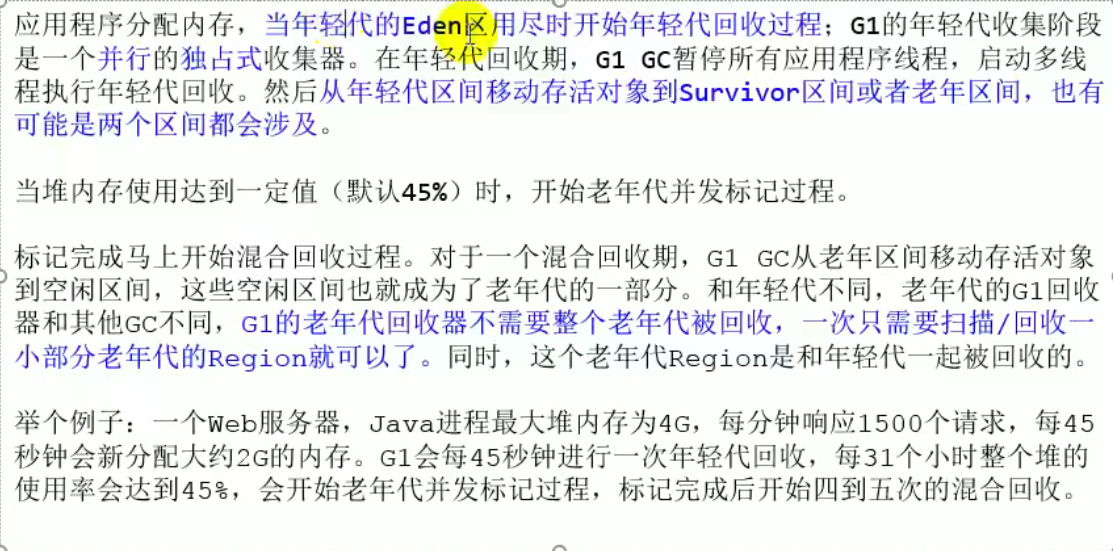 应用程序分配内存，当年轻代的Eden区用尽时开始年轻代回收过程；G1的年轻代收集阶段
是一个并行的独占式收集器。在年轻代回收期，G1 GC暂停所有应用程序线程，启动多线
程执行年轻代回收。然后从年轻代区间移动存活对象到Survivor区间或者老年区间，也有
可能是两个区间都会涉及。
当堆内存使用达到一定值（默认45%）时，开始老年代并发标记过程。
标记完成马上开始混合回收过程。对于一个混合回收期，G1 GC从老年区间移动存活对象
到空闲区间，这些空闲区间也就成为了老年代的一部分。和年轻代不同，老年代的G1回收
器和其他GC不同，G1的老年代回收器不需要整个老年代被回收，一次只需要扫描/回收一
小部分老年代的Region就可以了。同时，这个老年代Region是和年轻代一起被回收的。
举个例子：一个Web服务器，Java进程最大堆内存为4G，每分钟响应1500个请求，每45
秒钟会新分配大约2G的内存。G1会每45秒钟进行一次年轻代回收，每31个小时整个堆的
使用率会达到45%，会开始老年代并发标记过程，标记完成后开始四到五次的混合回收。